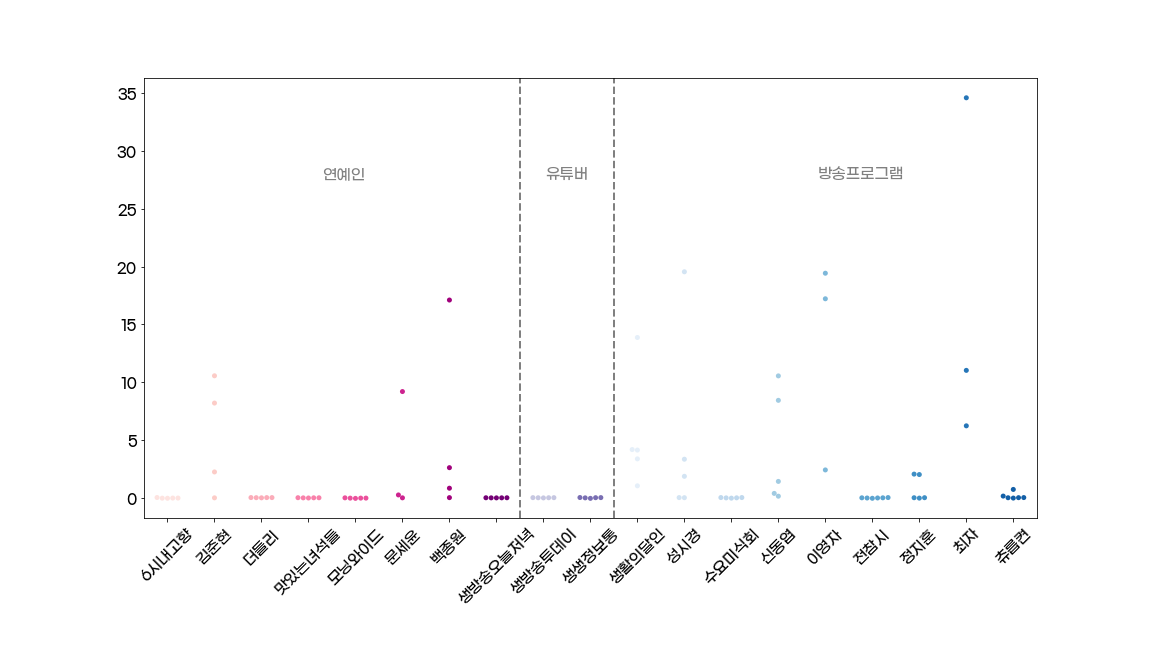 35
30
25
20
15
10
5
0
연예인
유튜버
방송프로그램
6시내고향
김준현
더들리
맛있는녀석들
모닝와이드
문세윤
백종원
생방송오늘저녁
생방송투데이
생생정보통
생활의달인
성시경
수요미식회
신동엽
이영자
전참시
정지훈
최자
츄릅켠